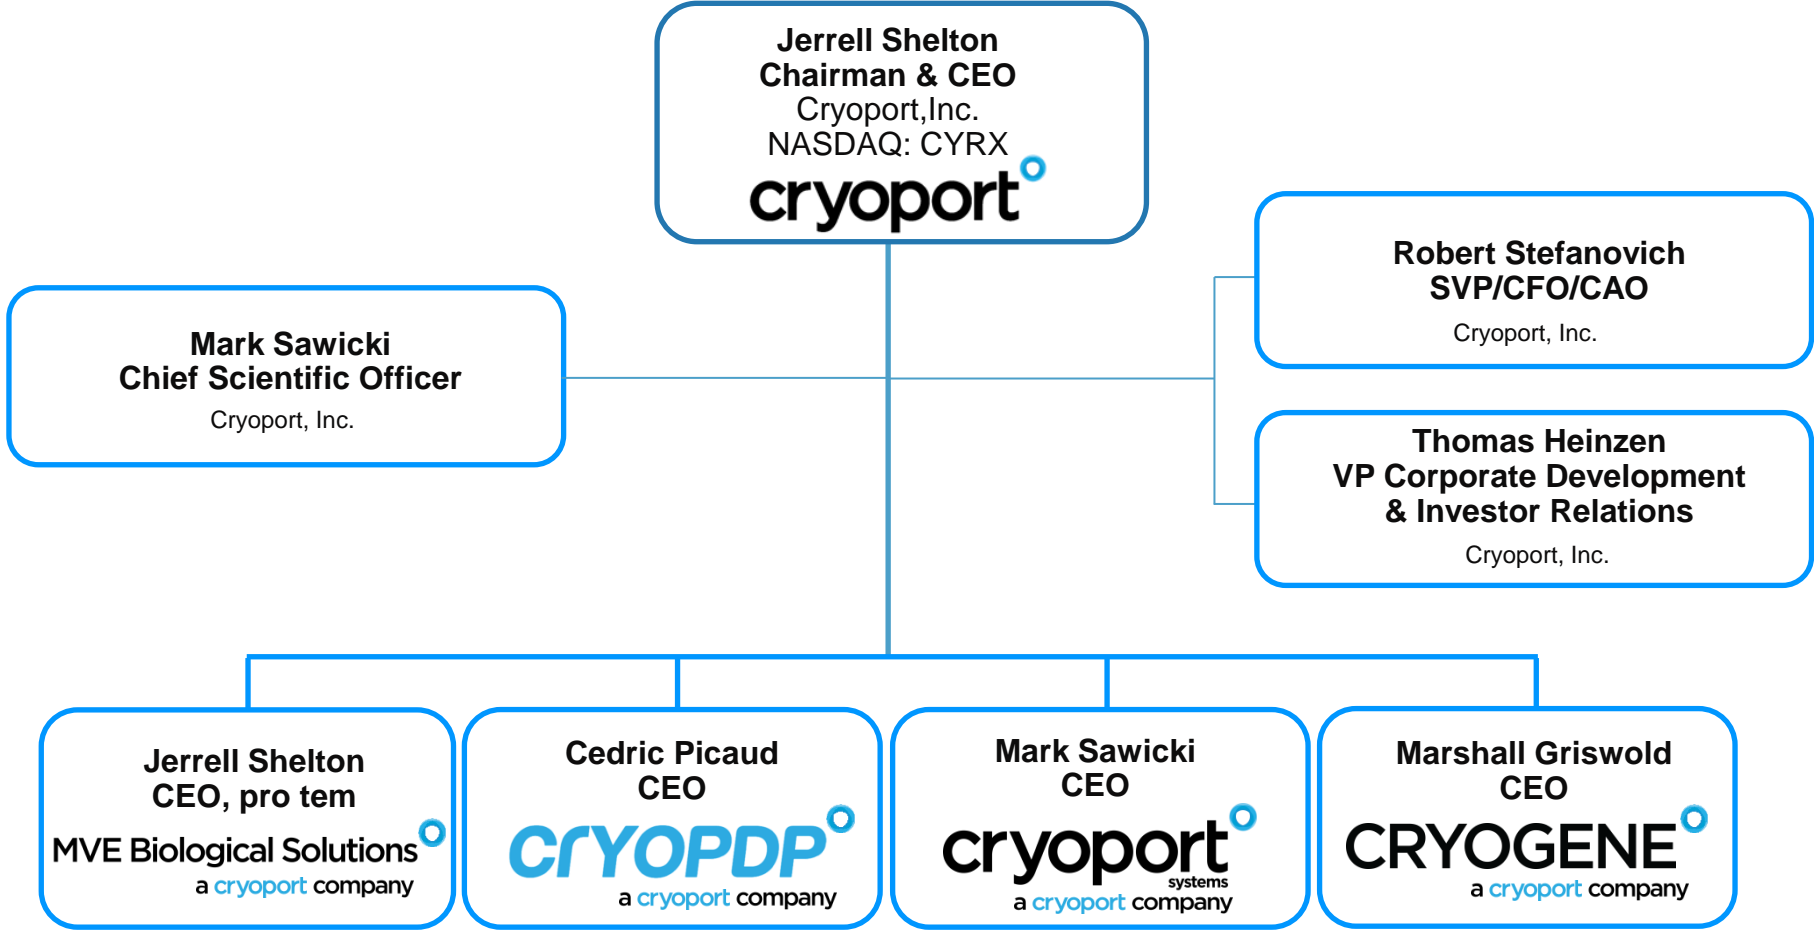 Jerrell Shelton
Chairman & CEO
Cryoport,Inc.
NASDAQ: CYRX
cryoport
Robert Stefanovich
SVP/CFO/CAO
Cryoport, Inc.
Mark Sawicki
Chief Scientific Officer
Cryoport, Inc.
Thomas Heinzen
VP Corporate Development
& Investor Relations
Cryoport, Inc.
Jerrell Shelton
CEO, pro tem
MVE Biological Solutions
a cryoport company
Cedric Picaud
CEO
CRYOPDP
a cryoport company
Mark Sawicki
CEO
cryoport
systems
a cryoport company
Marshall Griswold
CEO
CRYOGENE
a cryoport company